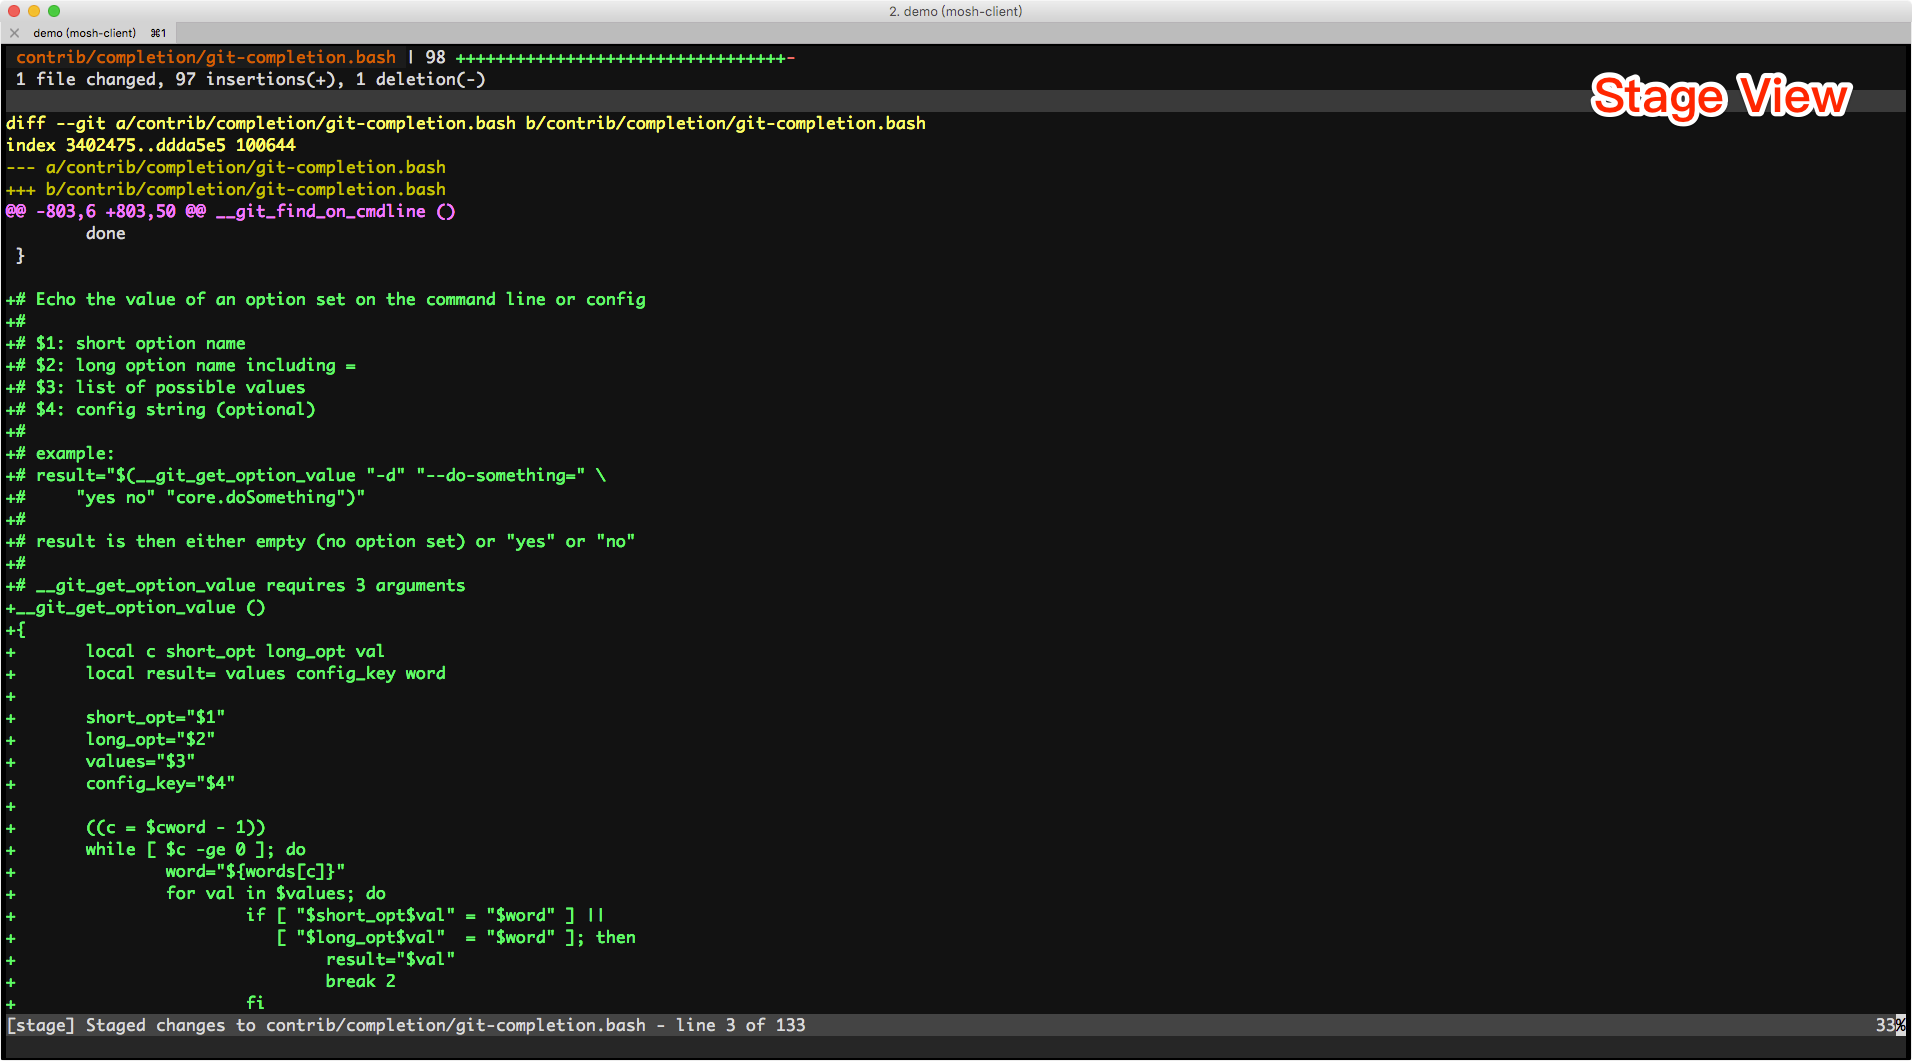 2. demo (mosh-client)
demo (mosh-client) ⌘1
contrib/completion/git-completion.bash | 98 +++++++++++++++++++++++++++++++++-
1 file changed, 97 insertions(+), 1 deletion(-)
Stage View
diff --git a/contrib/completion/git-completion.bash b/contrib/completion/git-completion.bash
index 3402475..ddda5e5 100644
--- a/contrib/completion/git-completion.bash
+++ b/contrib/completion/git-completion.bash
@@ -803,6 +803,50 @@ __git_find_on_cmdline ()
        done
 }
+# Echo the value of an option set on the command line or config
+#
+# $1: short option name
+# $2: long option name including =
+# $3: list of possible values
+# $4: config string (optional)
+#
+# example:
+# result="$(__git_get_option_value "-d" "--do-something=" \
+#     "yes no" "core.doSomething")"
+#
+# result is then either empty (no option set) or "yes" or "no"
+#
+# __git_get_option_value requires 3 arguments
+__git_get_option_value ()
+{
+       local c short_opt long_opt val
+       local result= values config_key word
+
+       short_opt="$1"
+       long_opt="$2"
+       values="$3"
+       config_key="$4"
+
+       ((c = $cword - 1))
+       while [ $c -ge 0 ]; do
+               word="${words[c]}"
+               for val in $values; do
+                       if [ "$short_opt$val" = "$word" ] ||
+                          [ "$long_opt$val"  = "$word" ]; then
+                               result="$val"
+                               break 2
+                       fi
[stage] Staged changes to contrib/completion/git-completion.bash - line 3 of 133 33%